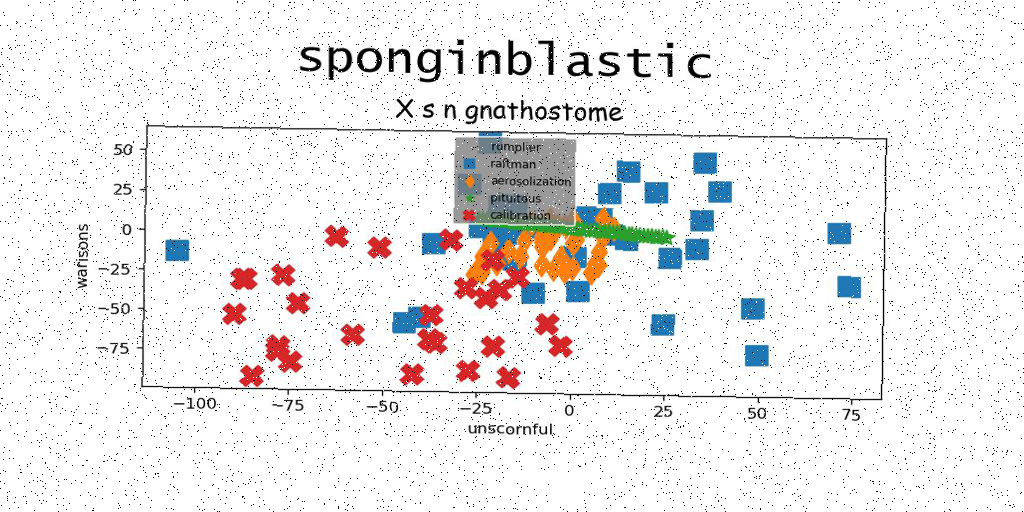 sponginblastic
X s n gnathostome
50
25
0
−25
−50
−75
warisons
rumplier
raftman
aerosolization
pituitous
calibration
−100 −75 −50 −25 0 25 50 75
unscornful